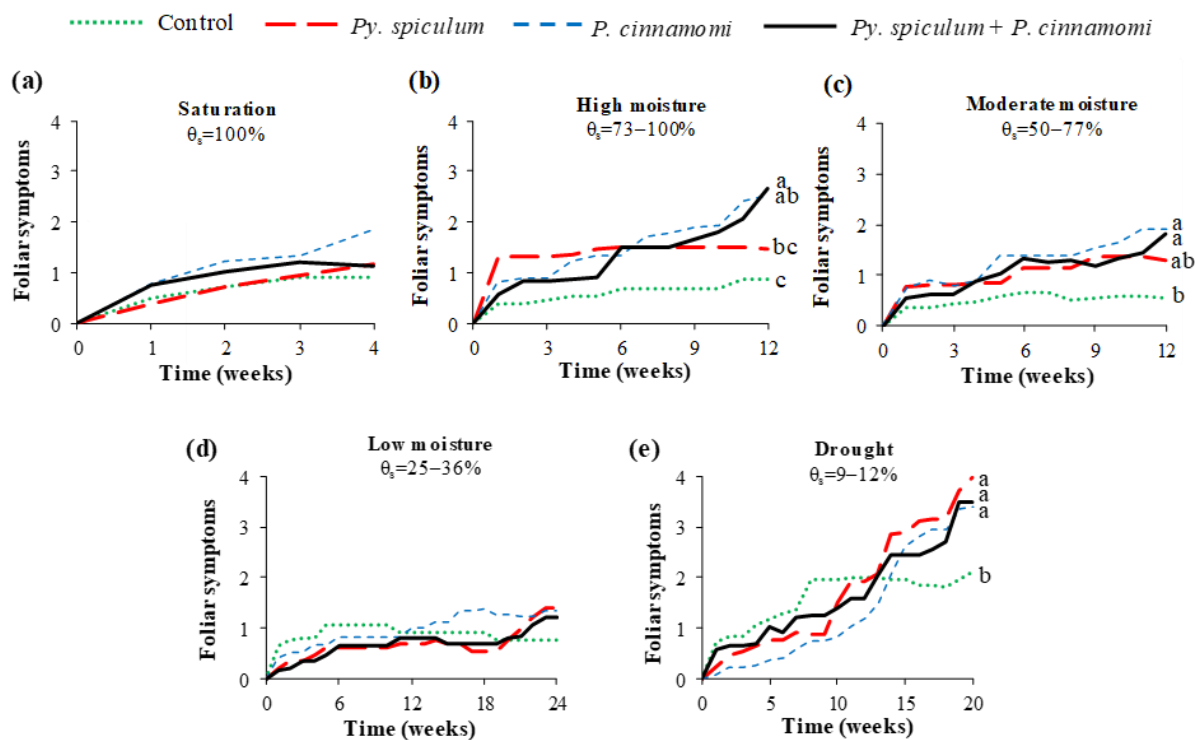 Control Py. spiculum P. cinnamomi Py. spiculum + P. cinnamomi
(a)
Saturation
θs=100%
Foliar symptoms
4
3
2
1
0
0 1 2 3 4
Time (weeks)
(b)
High moisture
θs=73–100%
Foliar symptoms
4
3
2
1
0
a
ab
bc
c
0 3 6 9 12
Time (weeks)
(c)
Moderate moisture
θs=50–77%
Foliar symptoms
4
3
2
1
0
a
a
ab
b
0 3 6 9 12
Time (weeks)
(d)
Low moisture
θs=25–36%
Foliar symptoms
4
3
2
1
0
0 6 12 18 24
Time (weeks)
(e)
Drought
θs=9–12%
Foliar symptoms
4
3
2
1
0
a
a
a
b
0 5 10 15 20
Time (weeks)